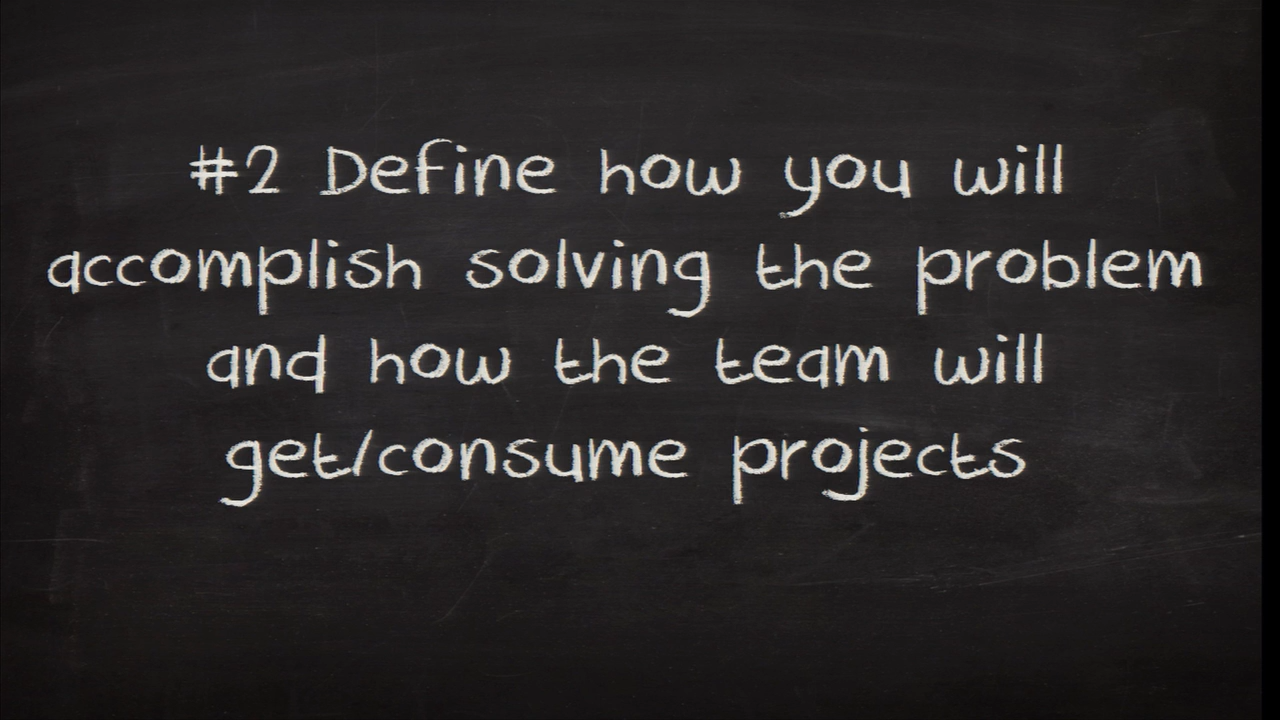 #2 Define how you will
accomplish solving the problem
and how the team will
get/consume projects